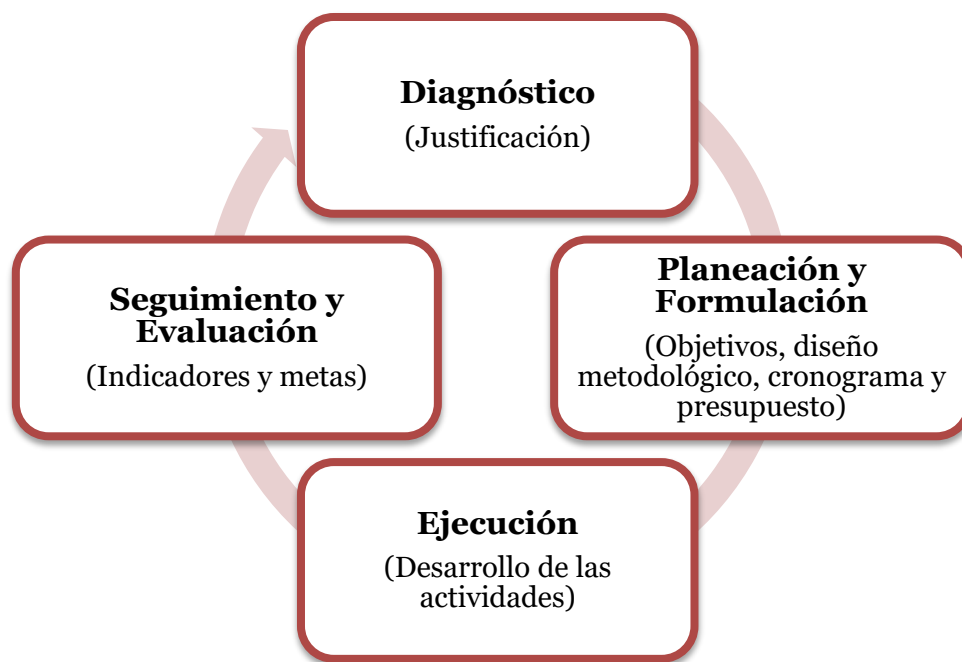 Diagnóstico
(Justificación)
Planeación y
Formulación
(Objetivos, diseño
metodológico, cronograma y
presupuesto)
Ejecución
(Desarrollo de las
actividades)
Seguimiento y
Evaluación
(Indicadores y metas)